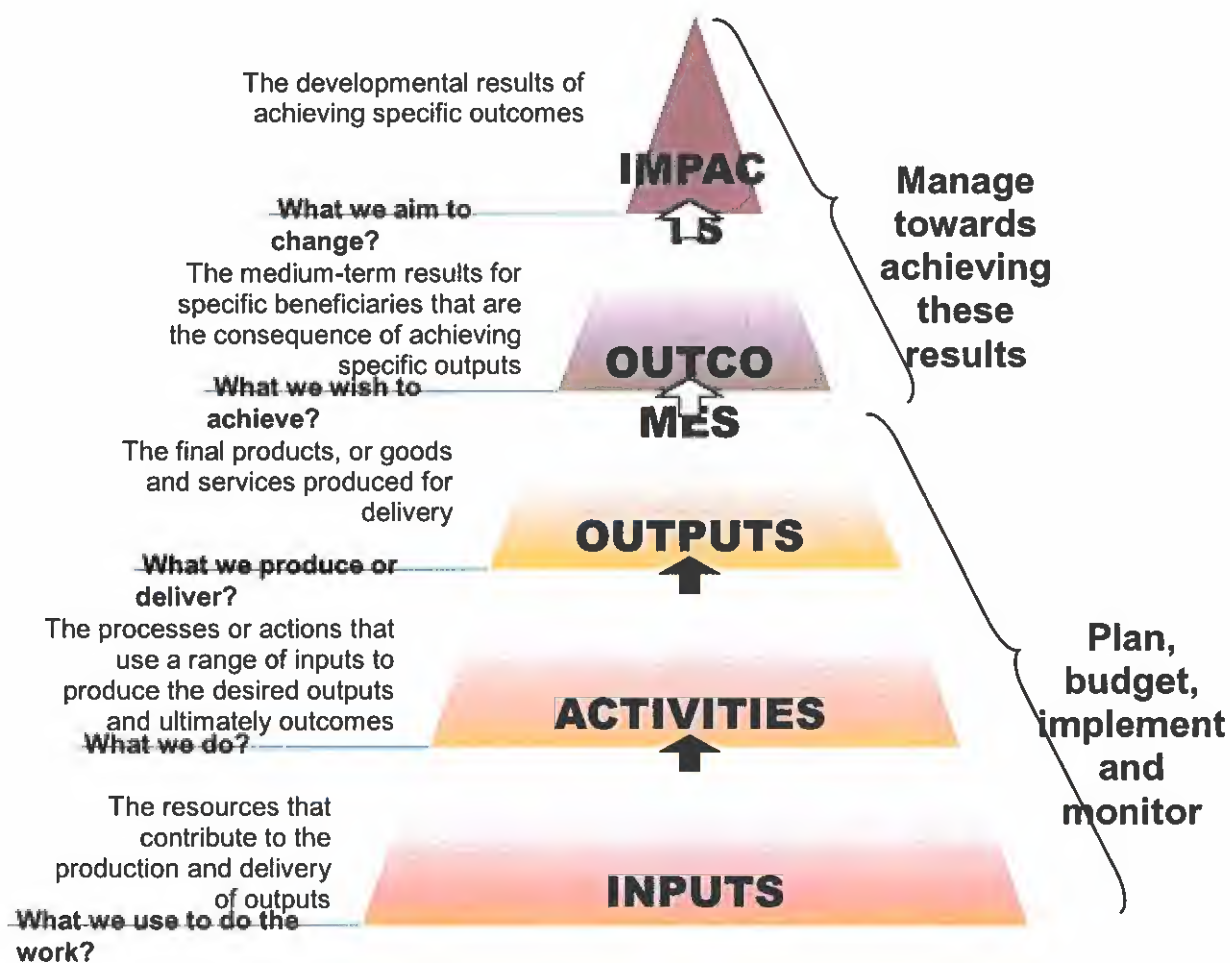 The developmental results of
achieving specific outcomes
IMPAC
TS
What we aim to
change?
The medium-term results for
specific beneficiaries that are
the consequence of achieving
specific outputs
OUTCO
MES
What we wish to
achieve?
The final products, or goods
and services produced for
delivery
OUTPUTS
What we produce or
deliver?
The processes or actions that
use a range of inputs to
produce the desired outputs
and ultimately outcomes
ACTIVITIES
What we do?
The resources that
contribute to the
production and delivery
of outputs
INPUTS
What we use to do the
work?
Manage
towards
achieving
these
results
Plan,
budget,
implement
and
monitor